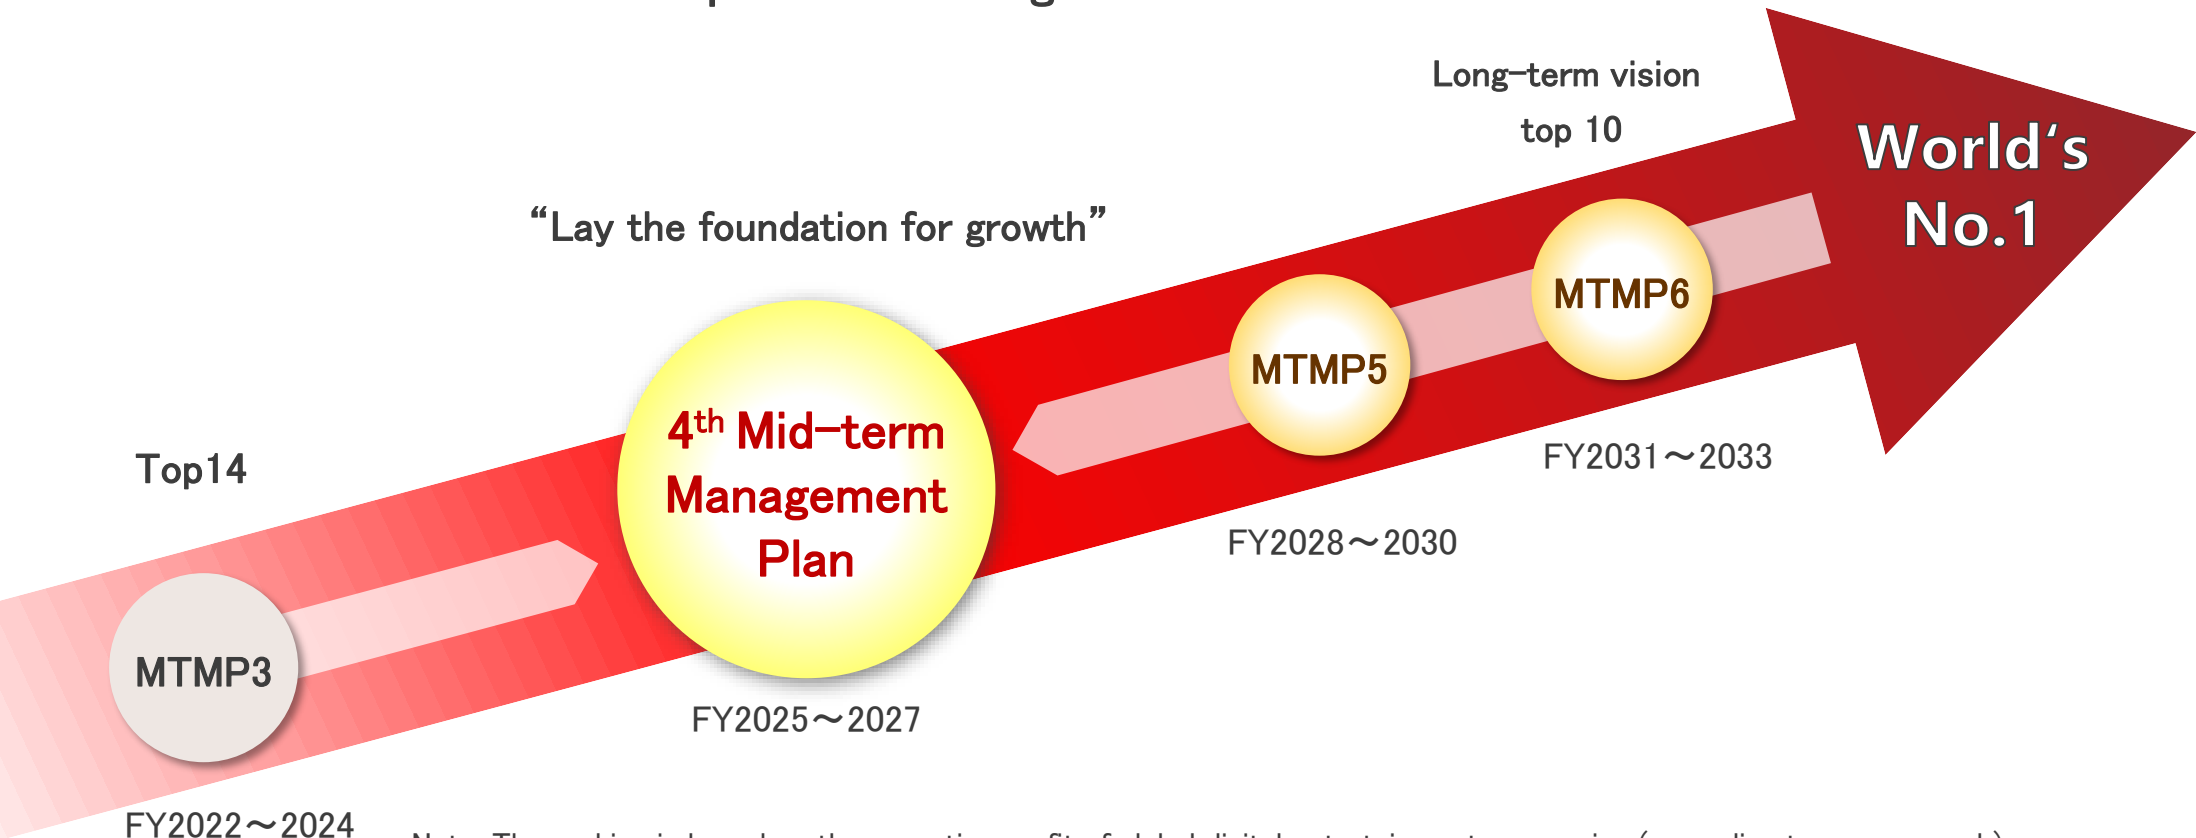 Long-term vision
top 10
World‘s
No.1
“Lay the foundation for growth”
MTMP6
MTMP5
4th Mid-term
Management
Plan
Top14
FY2031～2033
FY2028～2030
MTMP3
FY2025～2027
FY2022～2024